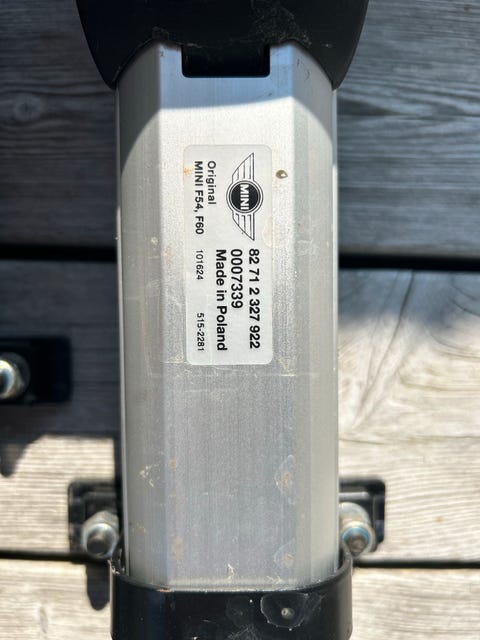 MINI
82 71 2 327 922
0007339
Made in Poland
Original
MINI F54, F60
101624
515-2281